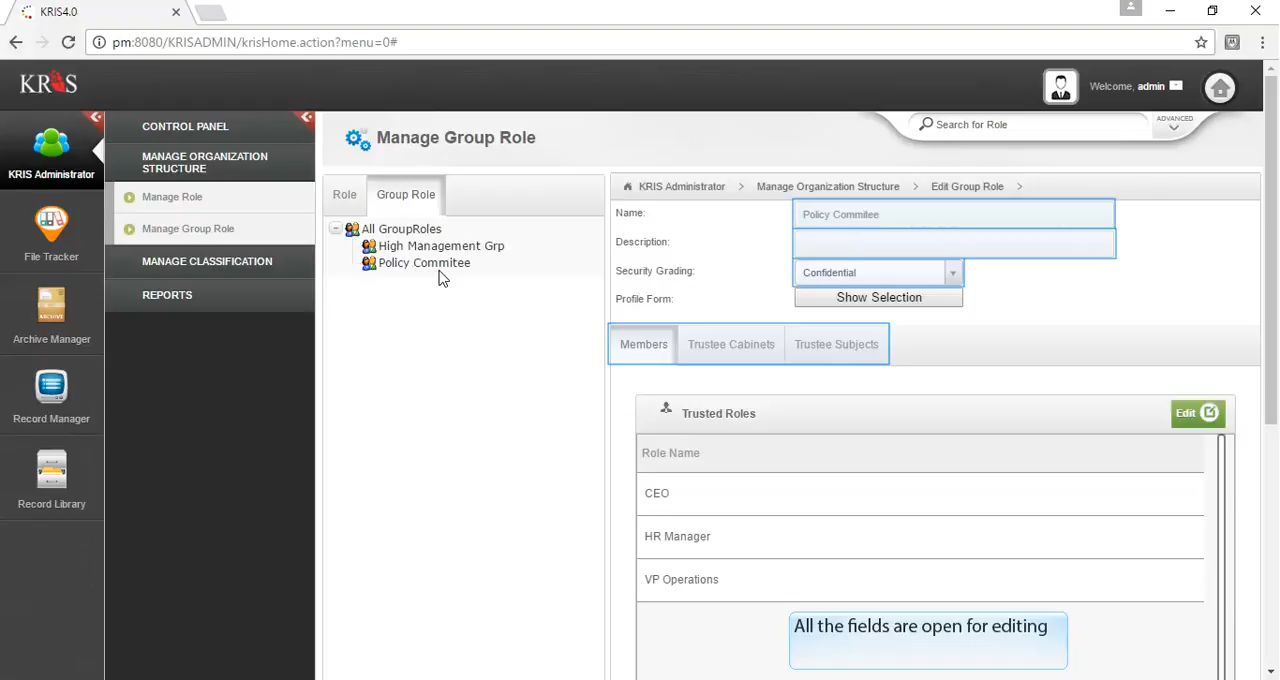 KRIS4.0
pm:8080/KRISADMIN/krisHome.action?menu=0#
KRIS
Welcome, admin
KRIS Administrator
File Tracker
Archive Manager
Record Manager
Record Library
CONTROL PANEL
MANAGE ORGANIZATION
STRUCTURE
Manage Role
Manage Group Role
MANAGE CLASSIFICATION
REPORTS
Manage Group Role
Search for Role
ADVANCED
Role
Group Role
All GroupRoles
High Management Grp
Policy Commitee
KRIS Administrator > Manage Organization Structure > Edit Group Role >
Name:
Policy Commitee
Description:
Security Grading:
Confidential
Profile Form:
Show Selection
Members
Trustee Cabinets
Trustee Subjects
Trusted Roles
Edit
Role Name
CEO
HR Manager
VP Operations
All the fields are open for editing